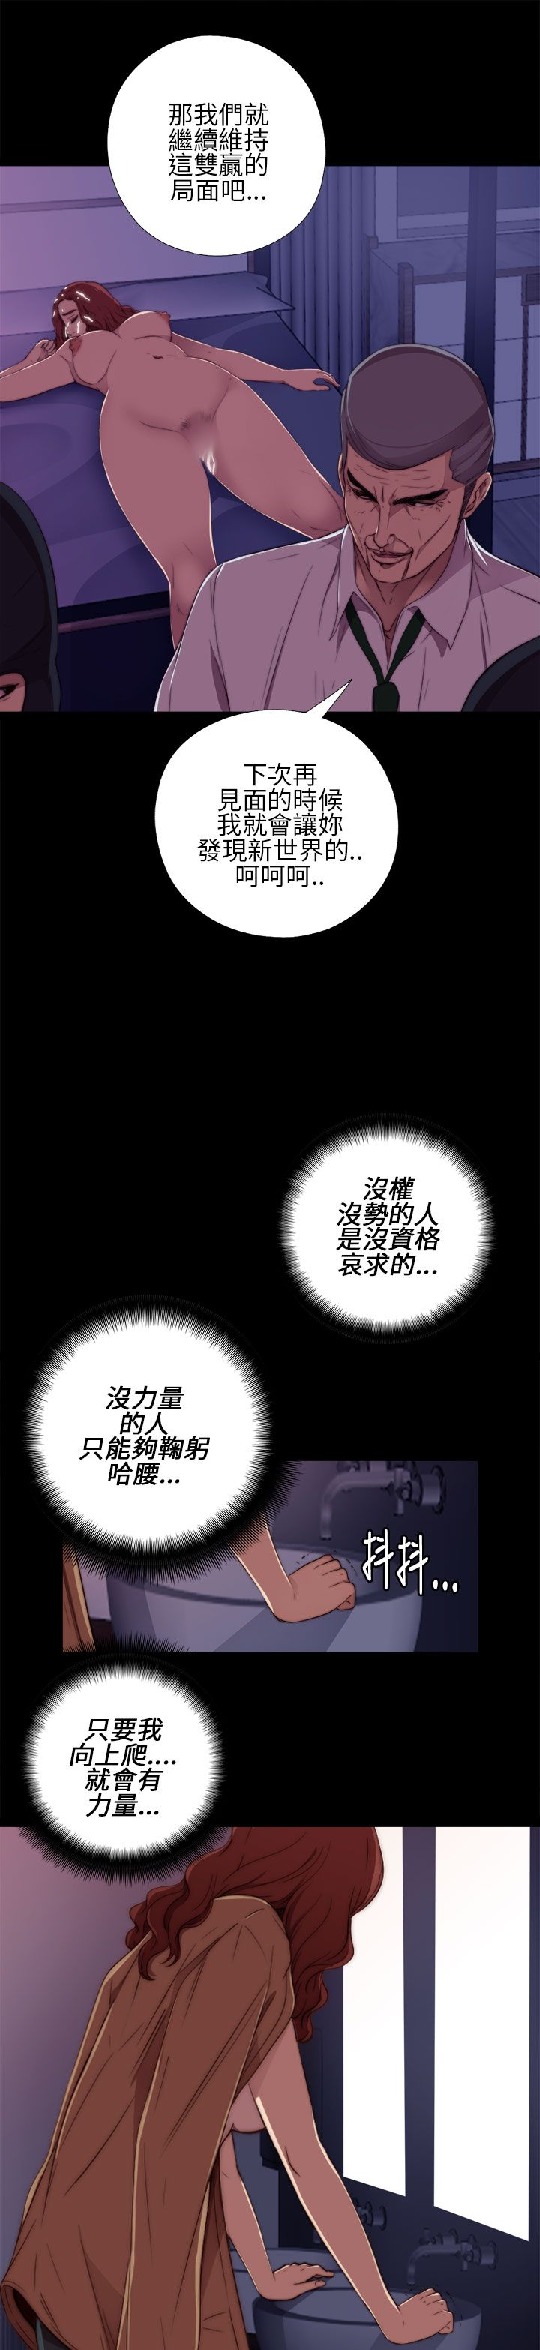 那我們就
繼續維持
這雙贏的
局面吧...
下次再
見面的時候
我就會讓妳
發現新世界的..
呵呵呵..
沒權
沒勢的人
是沒資格
哀求的...
沒力量
的人
只能夠鞠躬
哈腰...
抖抖...
只要我
向上爬....
就會有
力量...